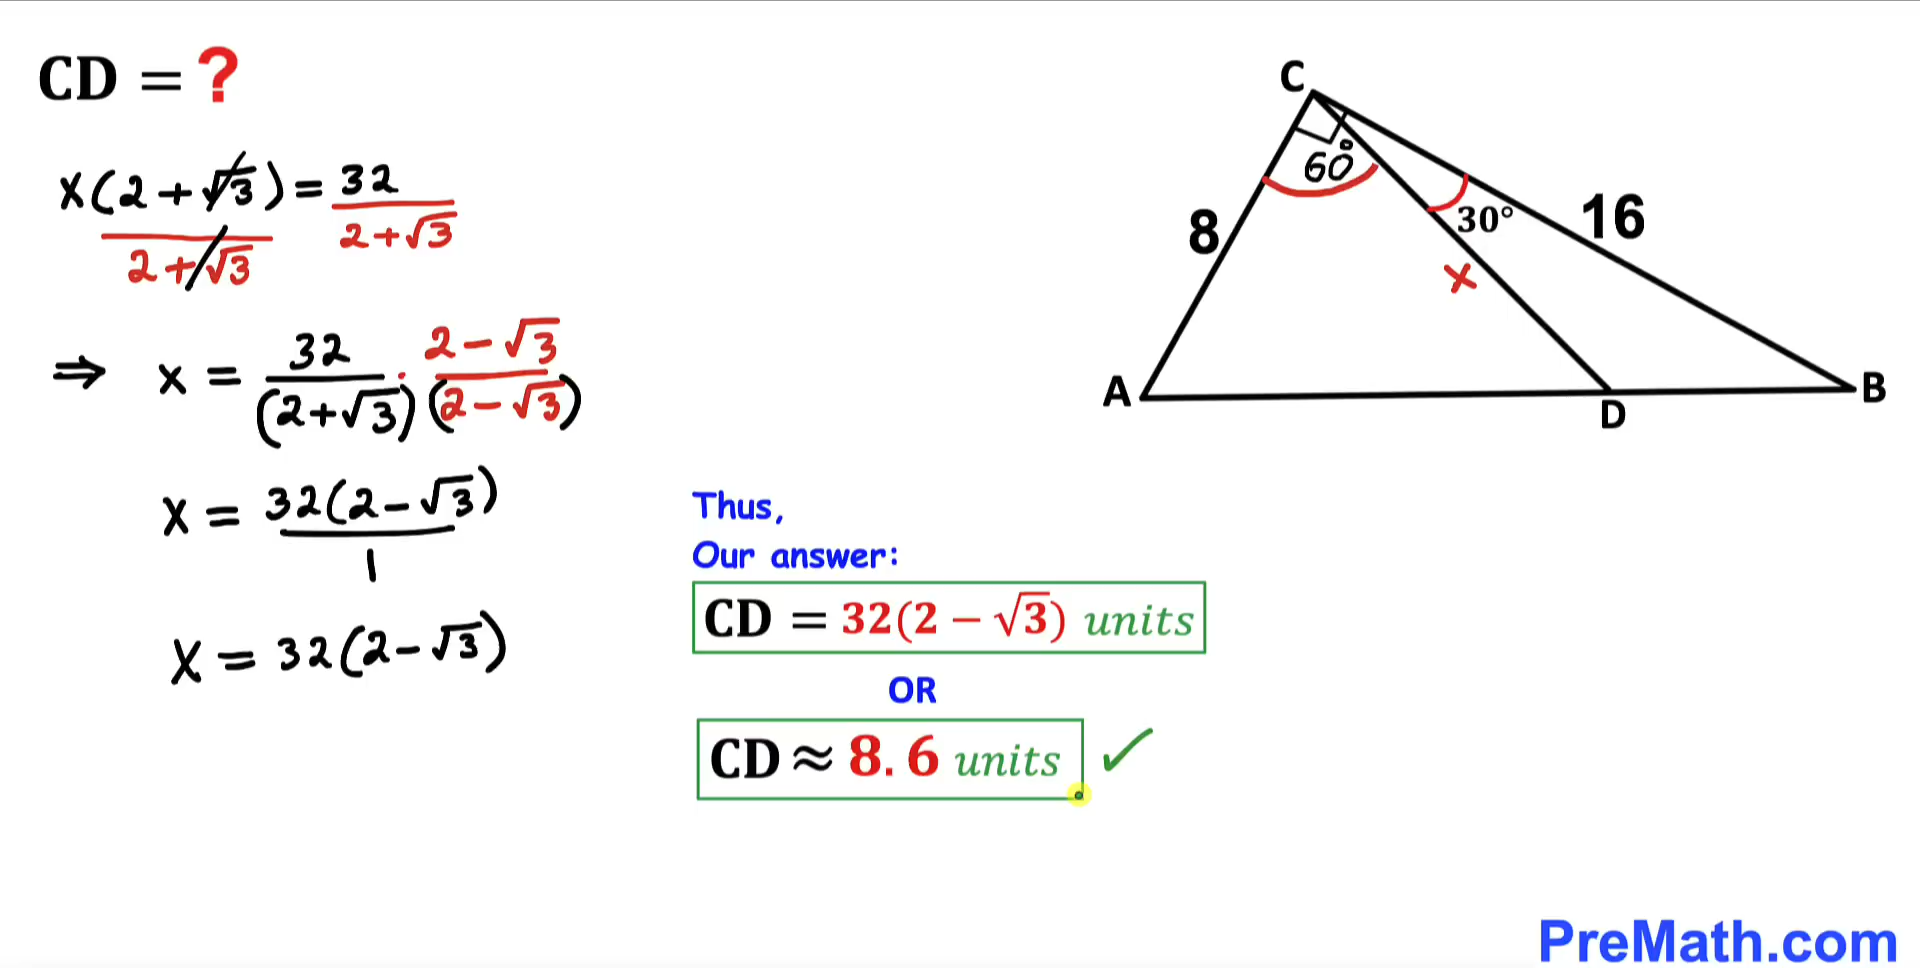 CD = ?
x(2 + √3) = 32
2 + √3   2 + √3
⇒ x = 32 · 2 − √3
(2+√3) (2 − √3)
x = 32(2 − √3)
1
x = 32(2 − √3)
C
60°
8
30°
16
x
A
D
B
Thus,
Our answer:
CD = 32(2 − √3) units
OR
CD ≈ 8.6 units ✓
PreMath.com